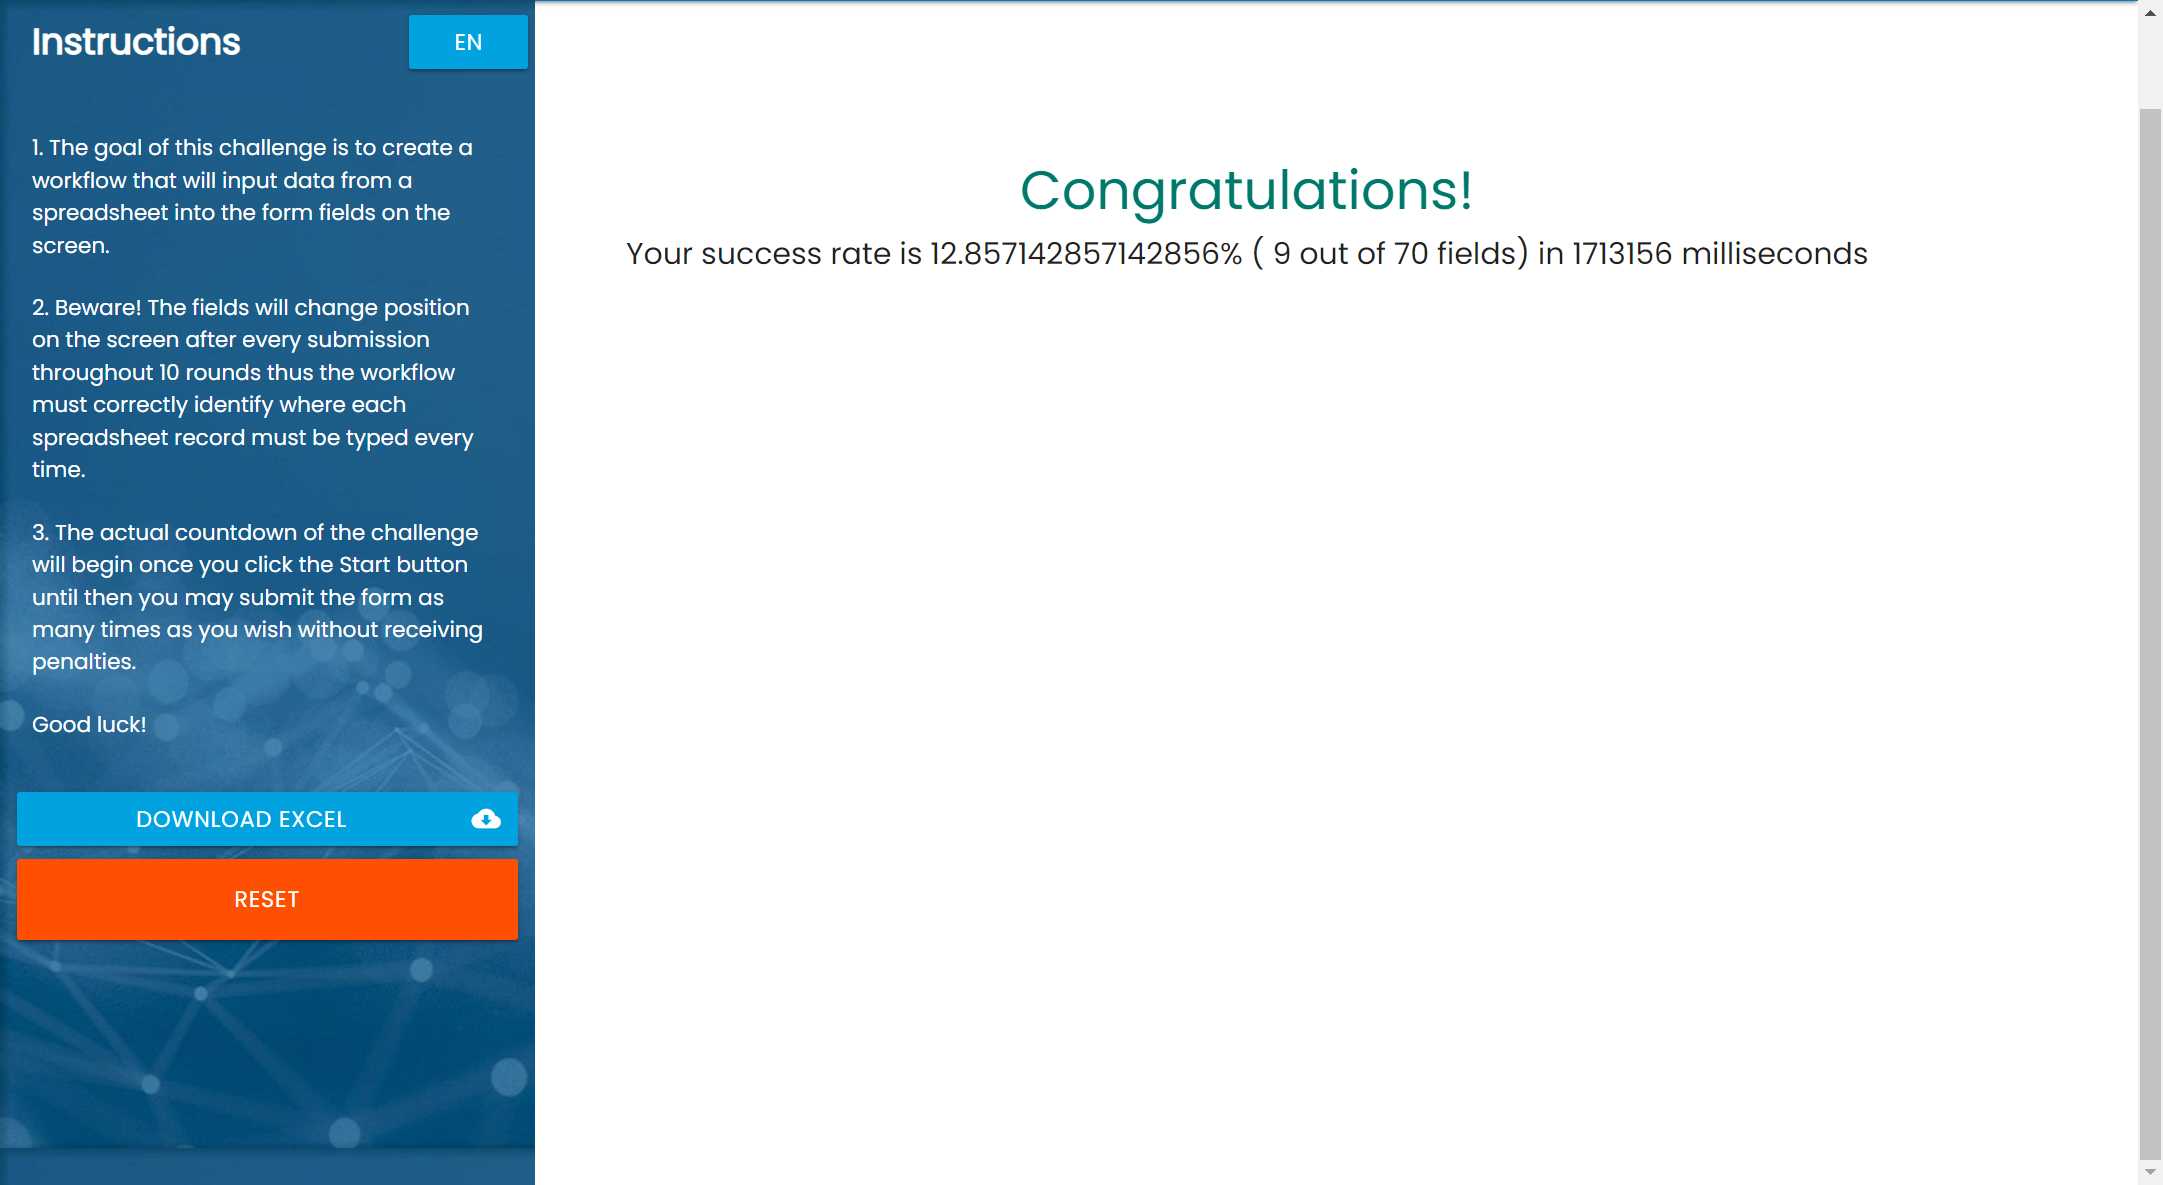 Instructions
EN
1. The goal of this challenge is to create a
workflow that will input data from a
spreadsheet into the form fields on the
screen.
2. Beware! The fields will change position
on the screen after every submission
throughout 10 rounds thus the workflow
must correctly identify where each
spreadsheet record must be typed every
time.
3. The actual countdown of the challenge
will begin once you click the Start button
until then you may submit the form as
many times as you wish without receiving
penalties.
Good luck!
DOWNLOAD EXCEL
RESET
Congratulations!
Your success rate is 12.857142857142856% ( 9 out of 70 fields) in 1713156 milliseconds